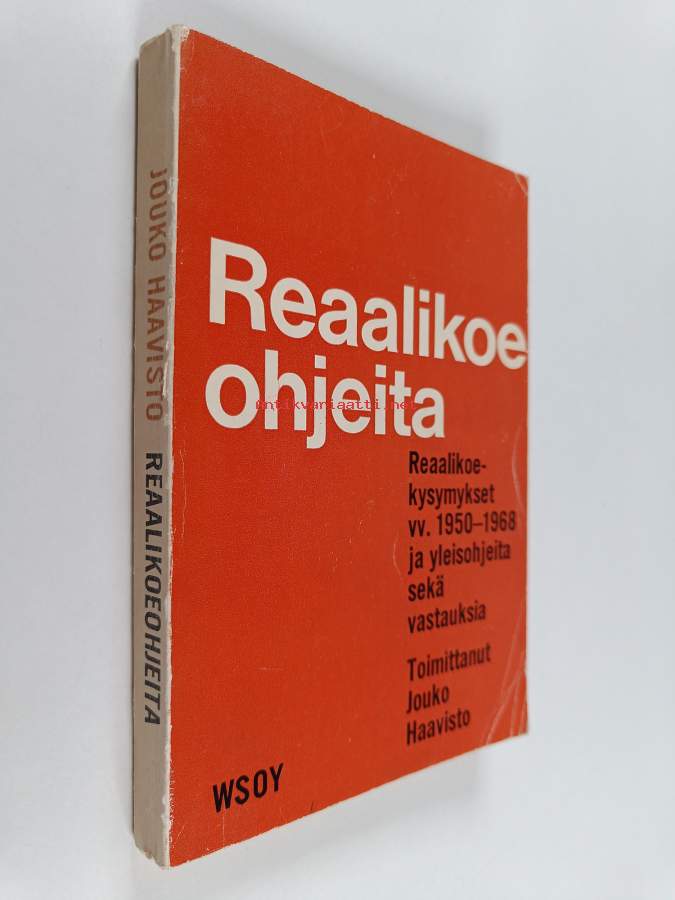 JOUKO HAAVISTO REAALIKOEOHJEITA
Reaalikoe
ohjeita
antikvariaatti.net
Reaalikoe-
kysymykset
vv. 1950–1968
ja yleisohjeita
sekä
vastauksia
Toimittanut
Jouko
Haavisto
WSOY